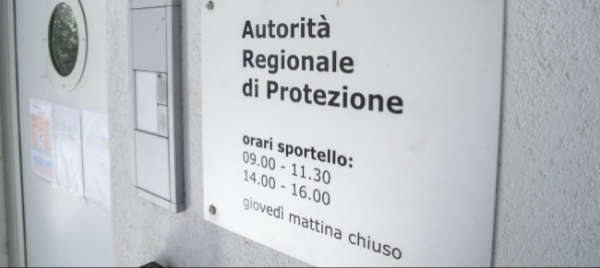 Autorità
Regionale
di Protezione
orari sportello:
09.00 - 11.30
14.00 - 16.00
giovedì mattina chiuso